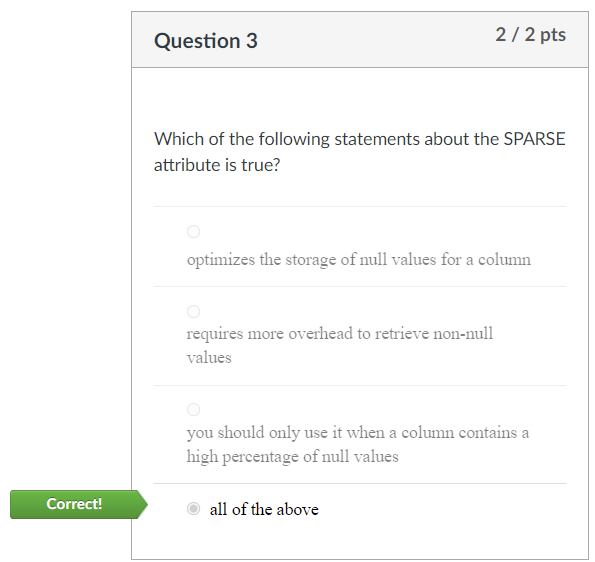 Question 3
2 / 2 pts
Which of the following statements about the SPARSE
attribute is true?
optimizes the storage of null values for a column
requires more overhead to retrieve non-null
values
you should only use it when a column contains a
high percentage of null values
Correct!
all of the above